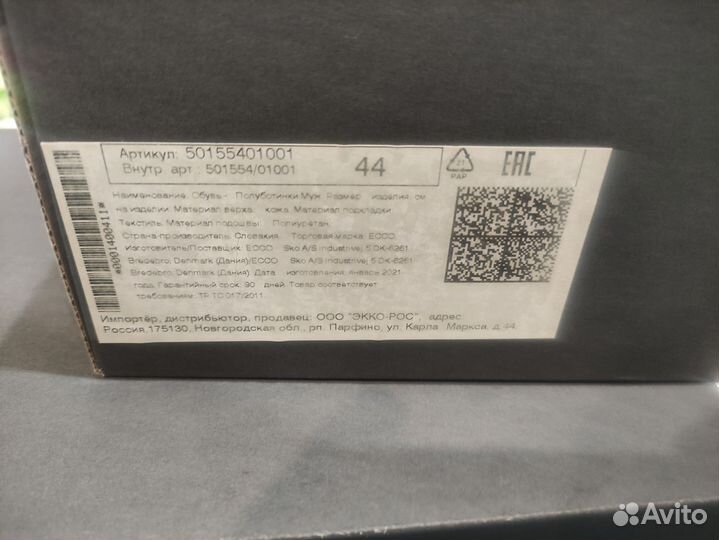 Артикул: 50155401001
Внутр. арт.: 501554/01001
44
21
PAP
EAC
Наименование: Обувь - Полуботинки Муж. Размер изделия, см
на изделии. Материал верха: кожа. Материал подкладки:
Текстиль. Материал подошвы: Полиуретан.
Страна-производитель: Словакия. Торговая марка: ECCO.
Изготовитель/Поставщик: ECCO Sko A/S Industrivej 5 DK-6261
Bredebro, Denmark (Дания)/ECCO Sko A/S Industrivej 5 DK-6261
Bredebro, Denmark (Дания). Дата изготовления: январь 2021
года. Гарантийный срок: 90 дней. Товар соответствует
требованиям: ТР ТС 017/2011.
Импортёр, дистрибьютор, продавец: ООО "ЭККО-РОС", адрес:
Россия,175130, Новгородская обл., рп. Парфино, ул. Карла Маркса, д.44.
*0001400411*
Avito